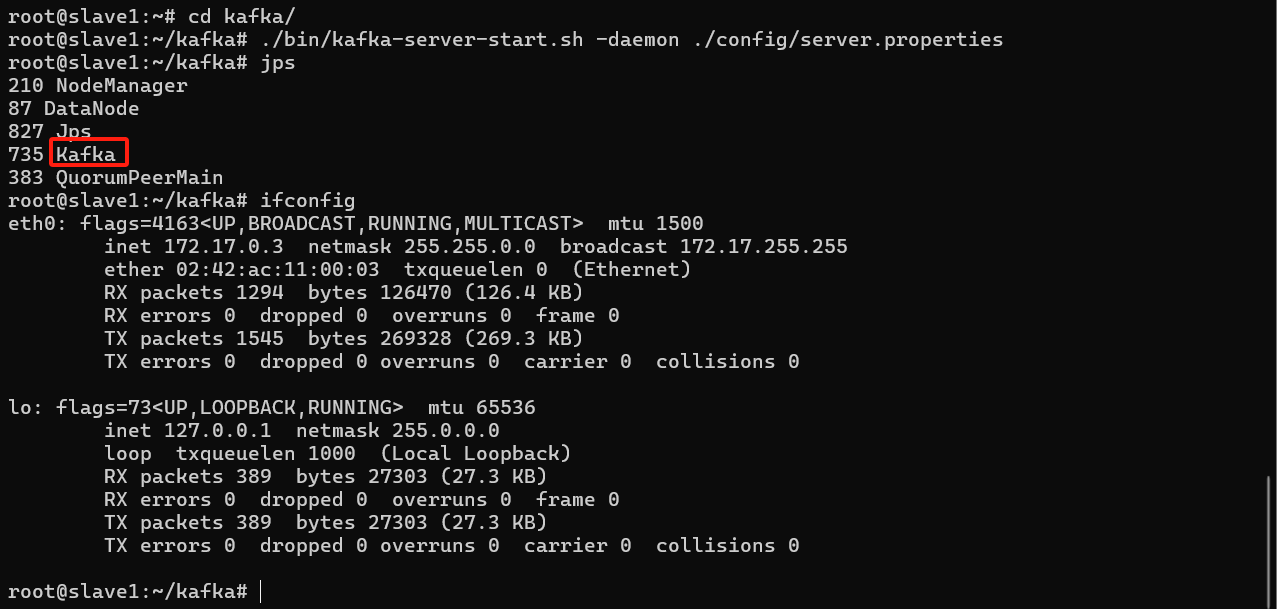 root@slave1:~# cd kafka/
root@slave1:~/kafka# ./bin/kafka-server-start.sh -daemon ./config/server.properties
root@slave1:~/kafka# jps
210 NodeManager
87 DataNode
827 Jps
735 Kafka
383 QuorumPeerMain
root@slave1:~/kafka# ifconfig
eth0: flags=4163<UP,BROADCAST,RUNNING,MULTICAST>  mtu 1500
        inet 172.17.0.3  netmask 255.255.0.0  broadcast 172.17.255.255
        ether 02:42:ac:11:00:03  txqueuelen 0  (Ethernet)
        RX packets 1294  bytes 126470 (126.4 KB)
        RX errors 0  dropped 0  overruns 0  frame 0
        TX packets 1545  bytes 269328 (269.3 KB)
        TX errors 0  dropped 0 overruns 0  carrier 0  collisions 0

lo: flags=73<UP,LOOPBACK,RUNNING>  mtu 65536
        inet 127.0.0.1  netmask 255.0.0.0
        loop  txqueuelen 1000  (Local Loopback)
        RX packets 389  bytes 27303 (27.3 KB)
        RX errors 0  dropped 0  overruns 0  frame 0
        TX packets 389  bytes 27303 (27.3 KB)
        TX errors 0  dropped 0 overruns 0  carrier 0  collisions 0

root@slave1:~/kafka#